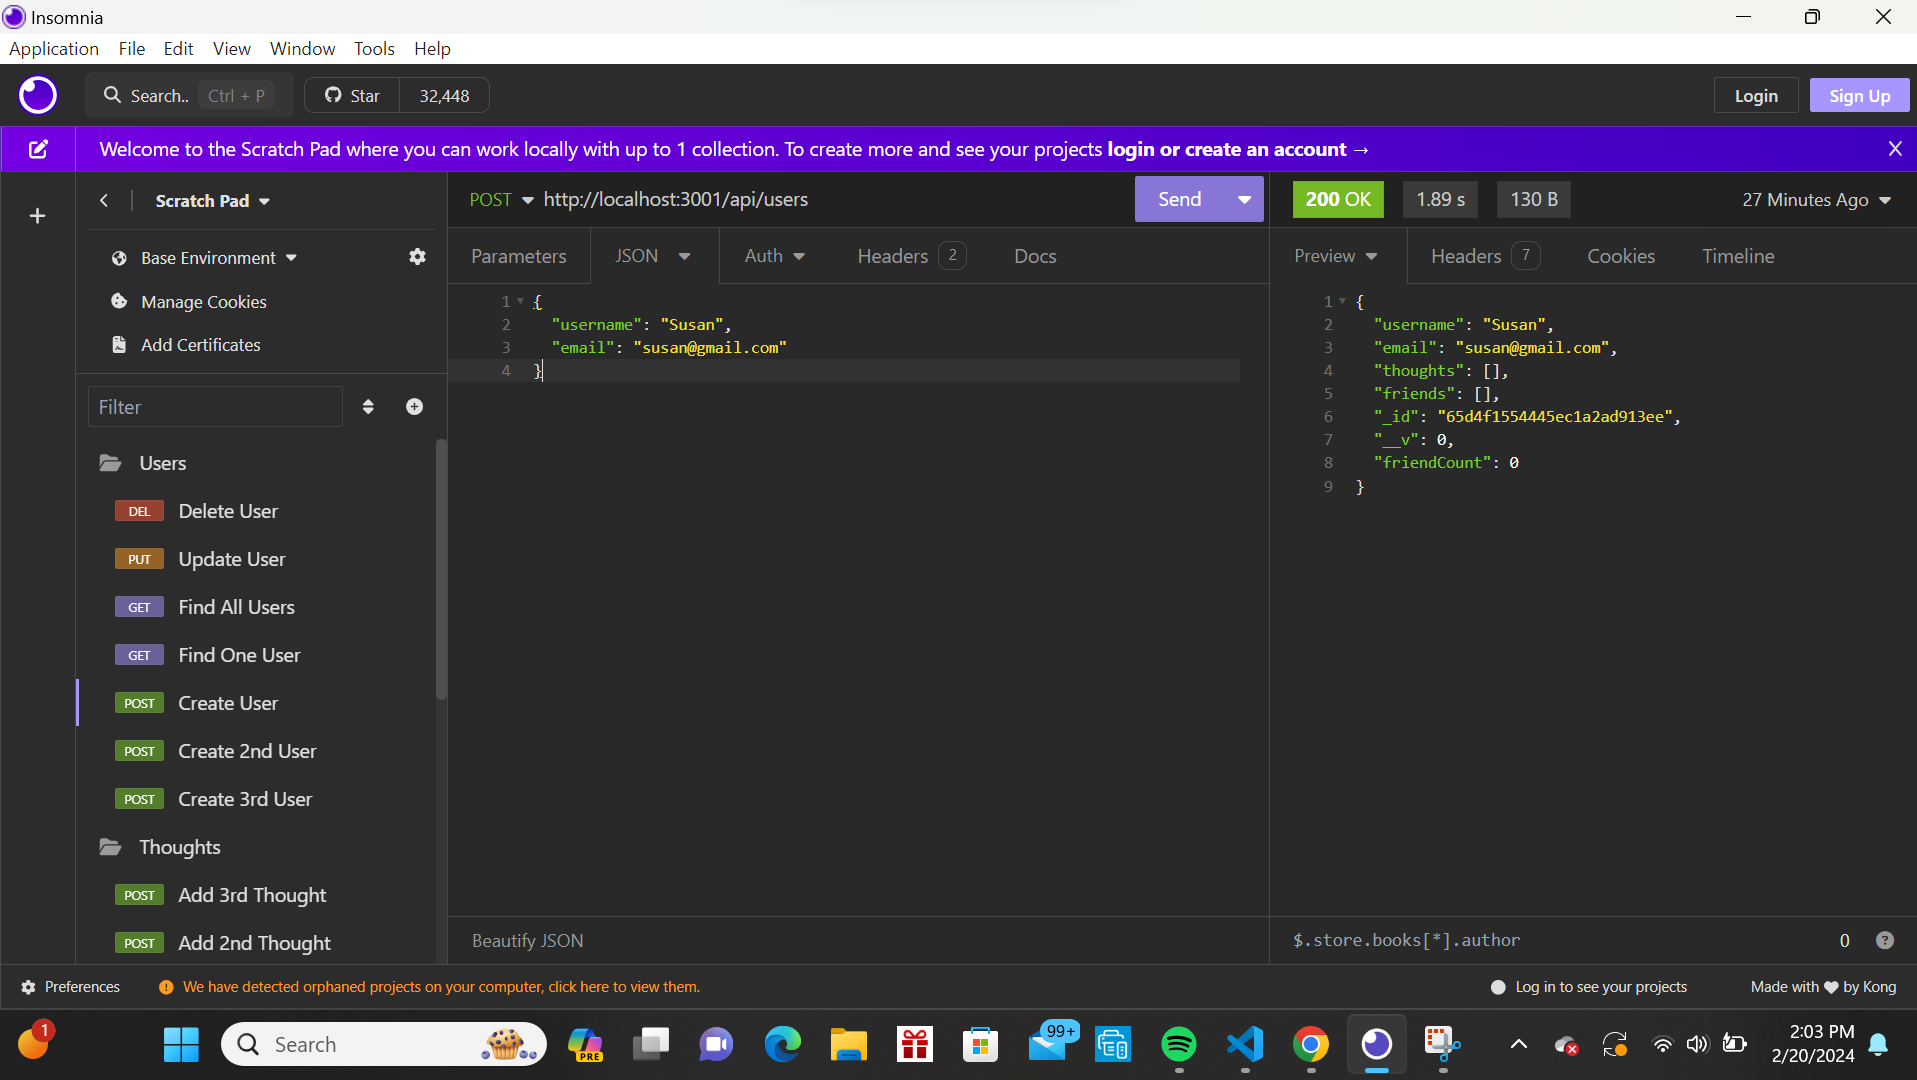 Insomnia
Application File Edit View Window Tools Help
Search.. Ctrl + P Star 32,448 Login Sign Up
Welcome to the Scratch Pad where you can work locally with up to 1 collection. To create more and see your projects login or create an account →
Scratch Pad
Base Environment
Manage Cookies
Add Certificates
Filter
Users
DEL Delete User
PUT Update User
GET Find All Users
GET Find One User
POST Create User
POST Create 2nd User
POST Create 3rd User
Thoughts
POST Add 3rd Thought
POST Add 2nd Thought
POST http://localhost:3001/api/users Send
Parameters JSON Auth Headers 2 Docs
1 {
2 "username": "Susan",
3 "email": "susan@gmail.com"
4 }
Beautify JSON
200 OK 1.89 s 130 B 27 Minutes Ago
Preview Headers 7 Cookies Timeline
1 {
2 "username": "Susan",
3 "email": "susan@gmail.com",
4 "thoughts": [],
5 "friends": [],
6 "_id": "65d4f1554445ec1a2ad913ee",
7 "__v": 0,
8 "friendCount": 0
9 }
$.store.books[*].author 0 ?
Preferences We have detected orphaned projects on your computer, click here to view them. Log in to see your projects Made with ❤ by Kong
1 Search PRE 99+ 2:03 PM
2/20/2024